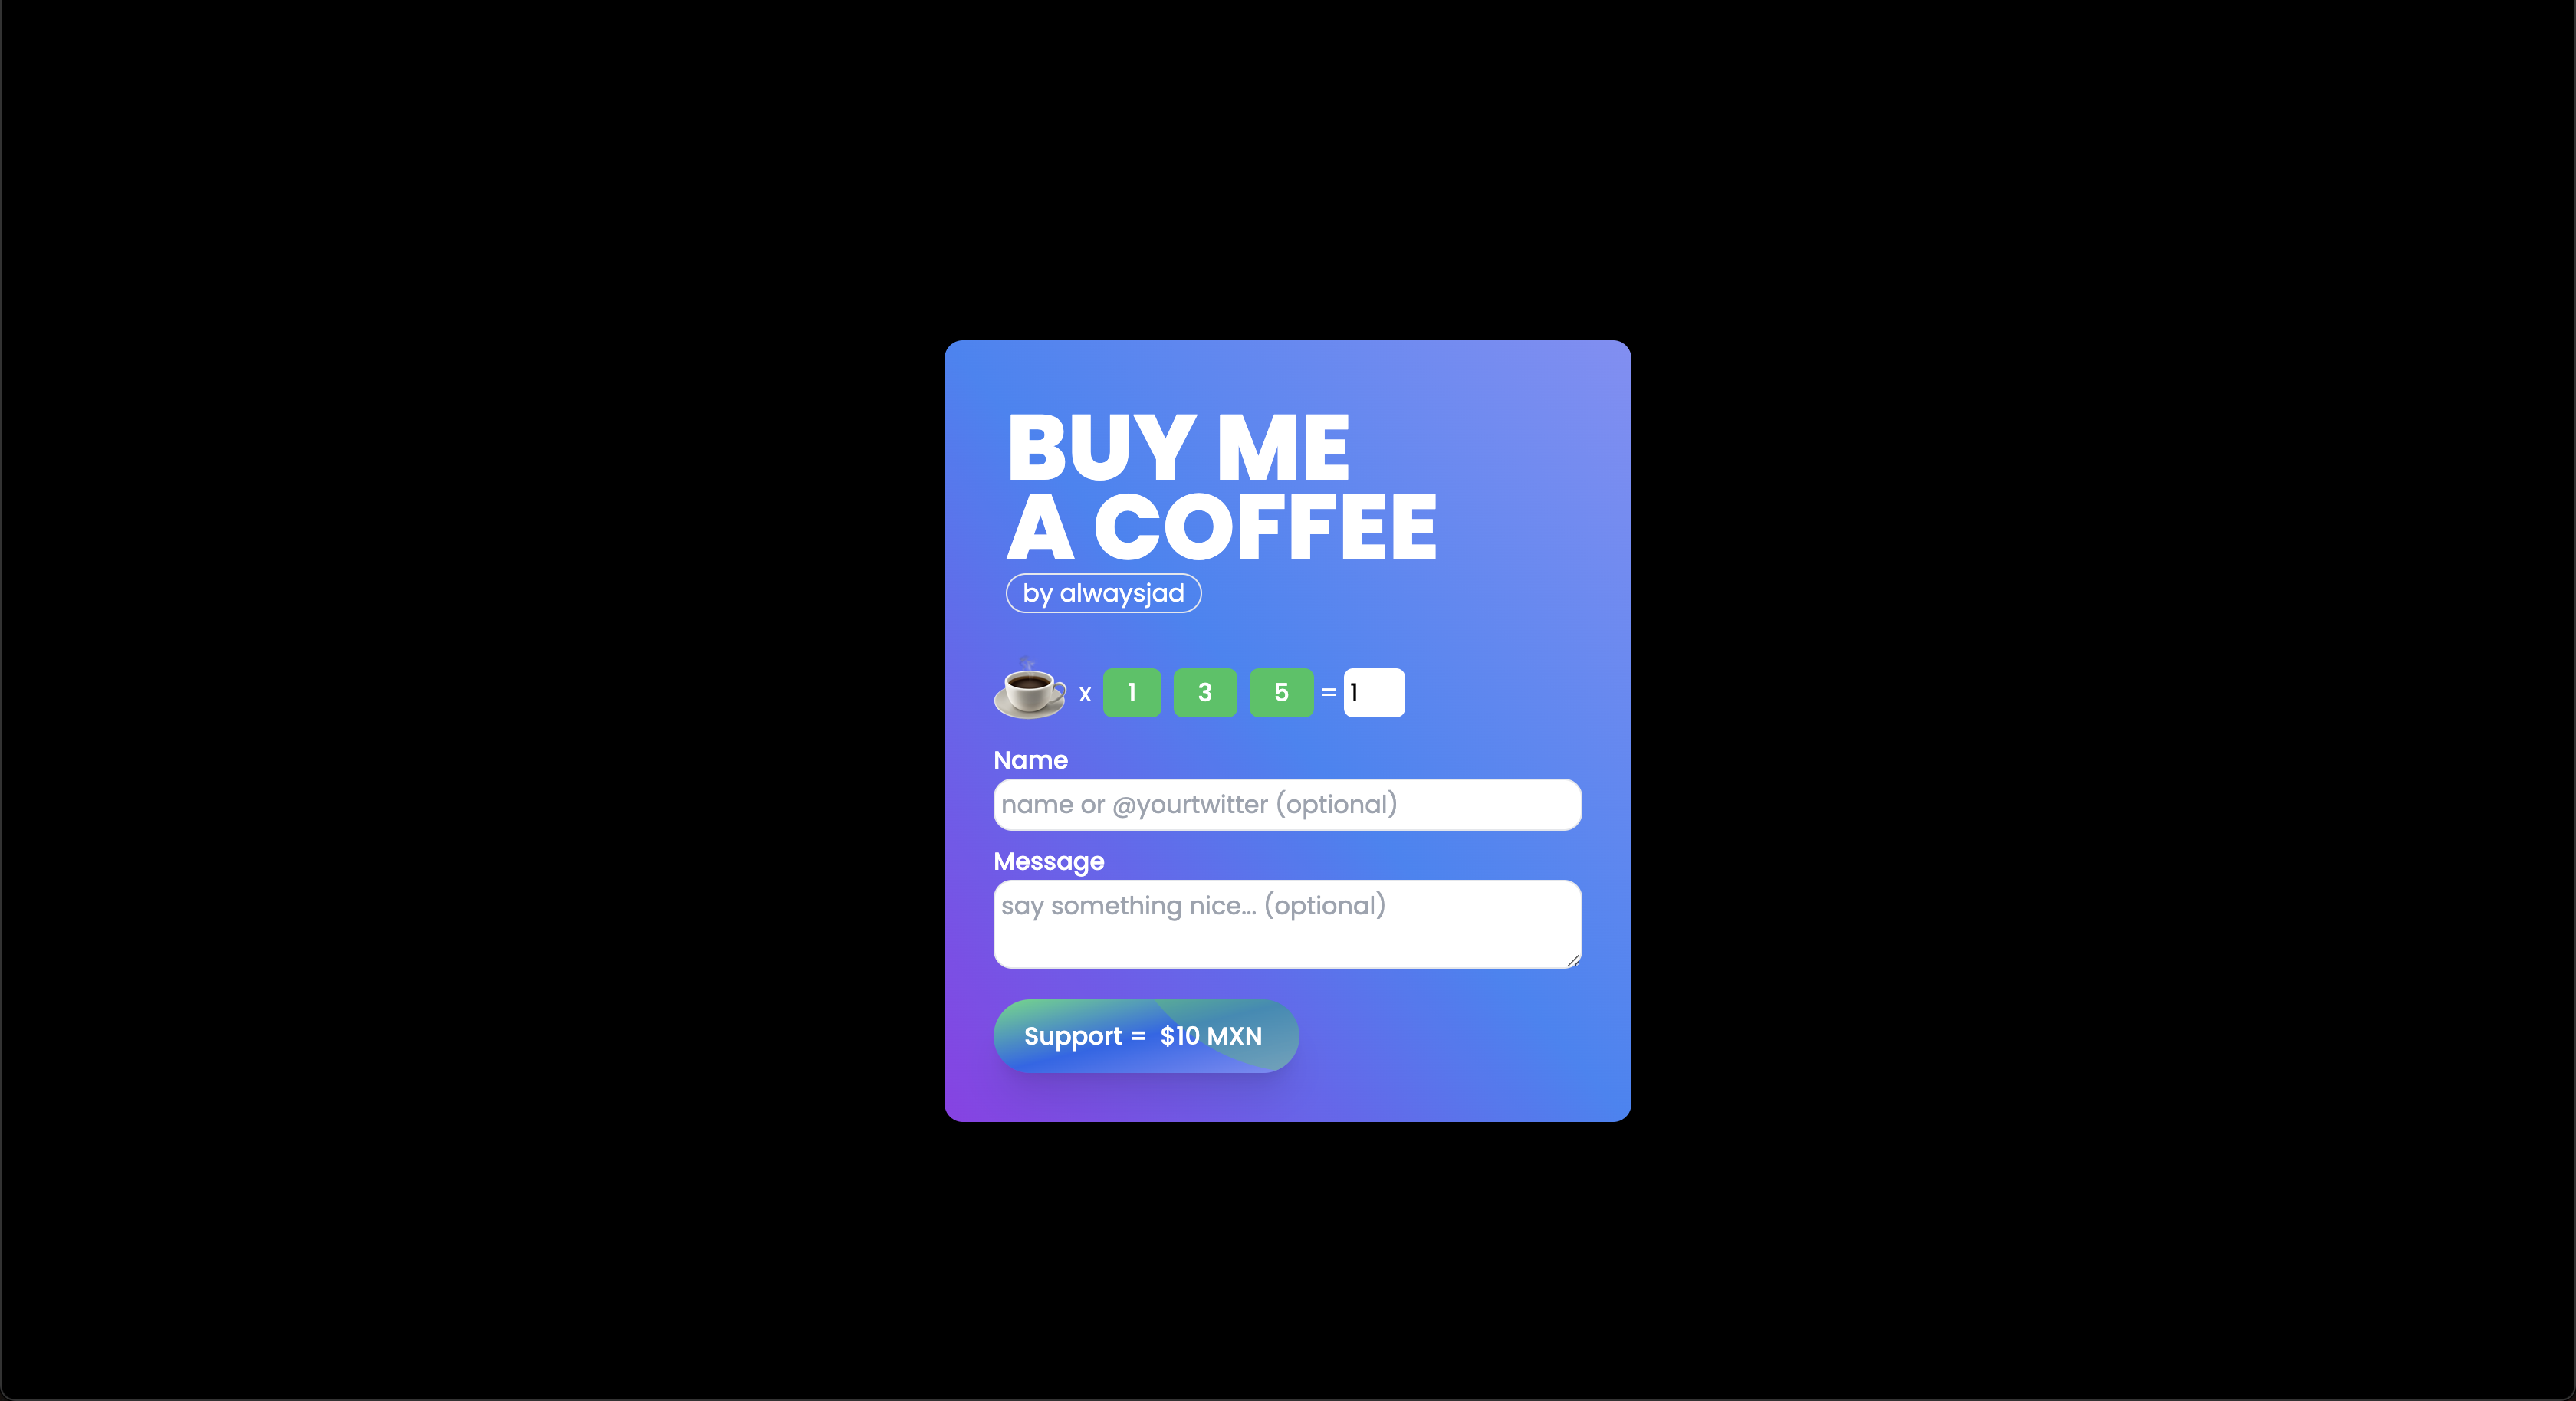 BUY ME
A COFFEE
by alwaysjad
x 1 3 5 = 1
Name
name or @yourtwitter (optional)
Message
say something nice... (optional)
Support = $10 MXN